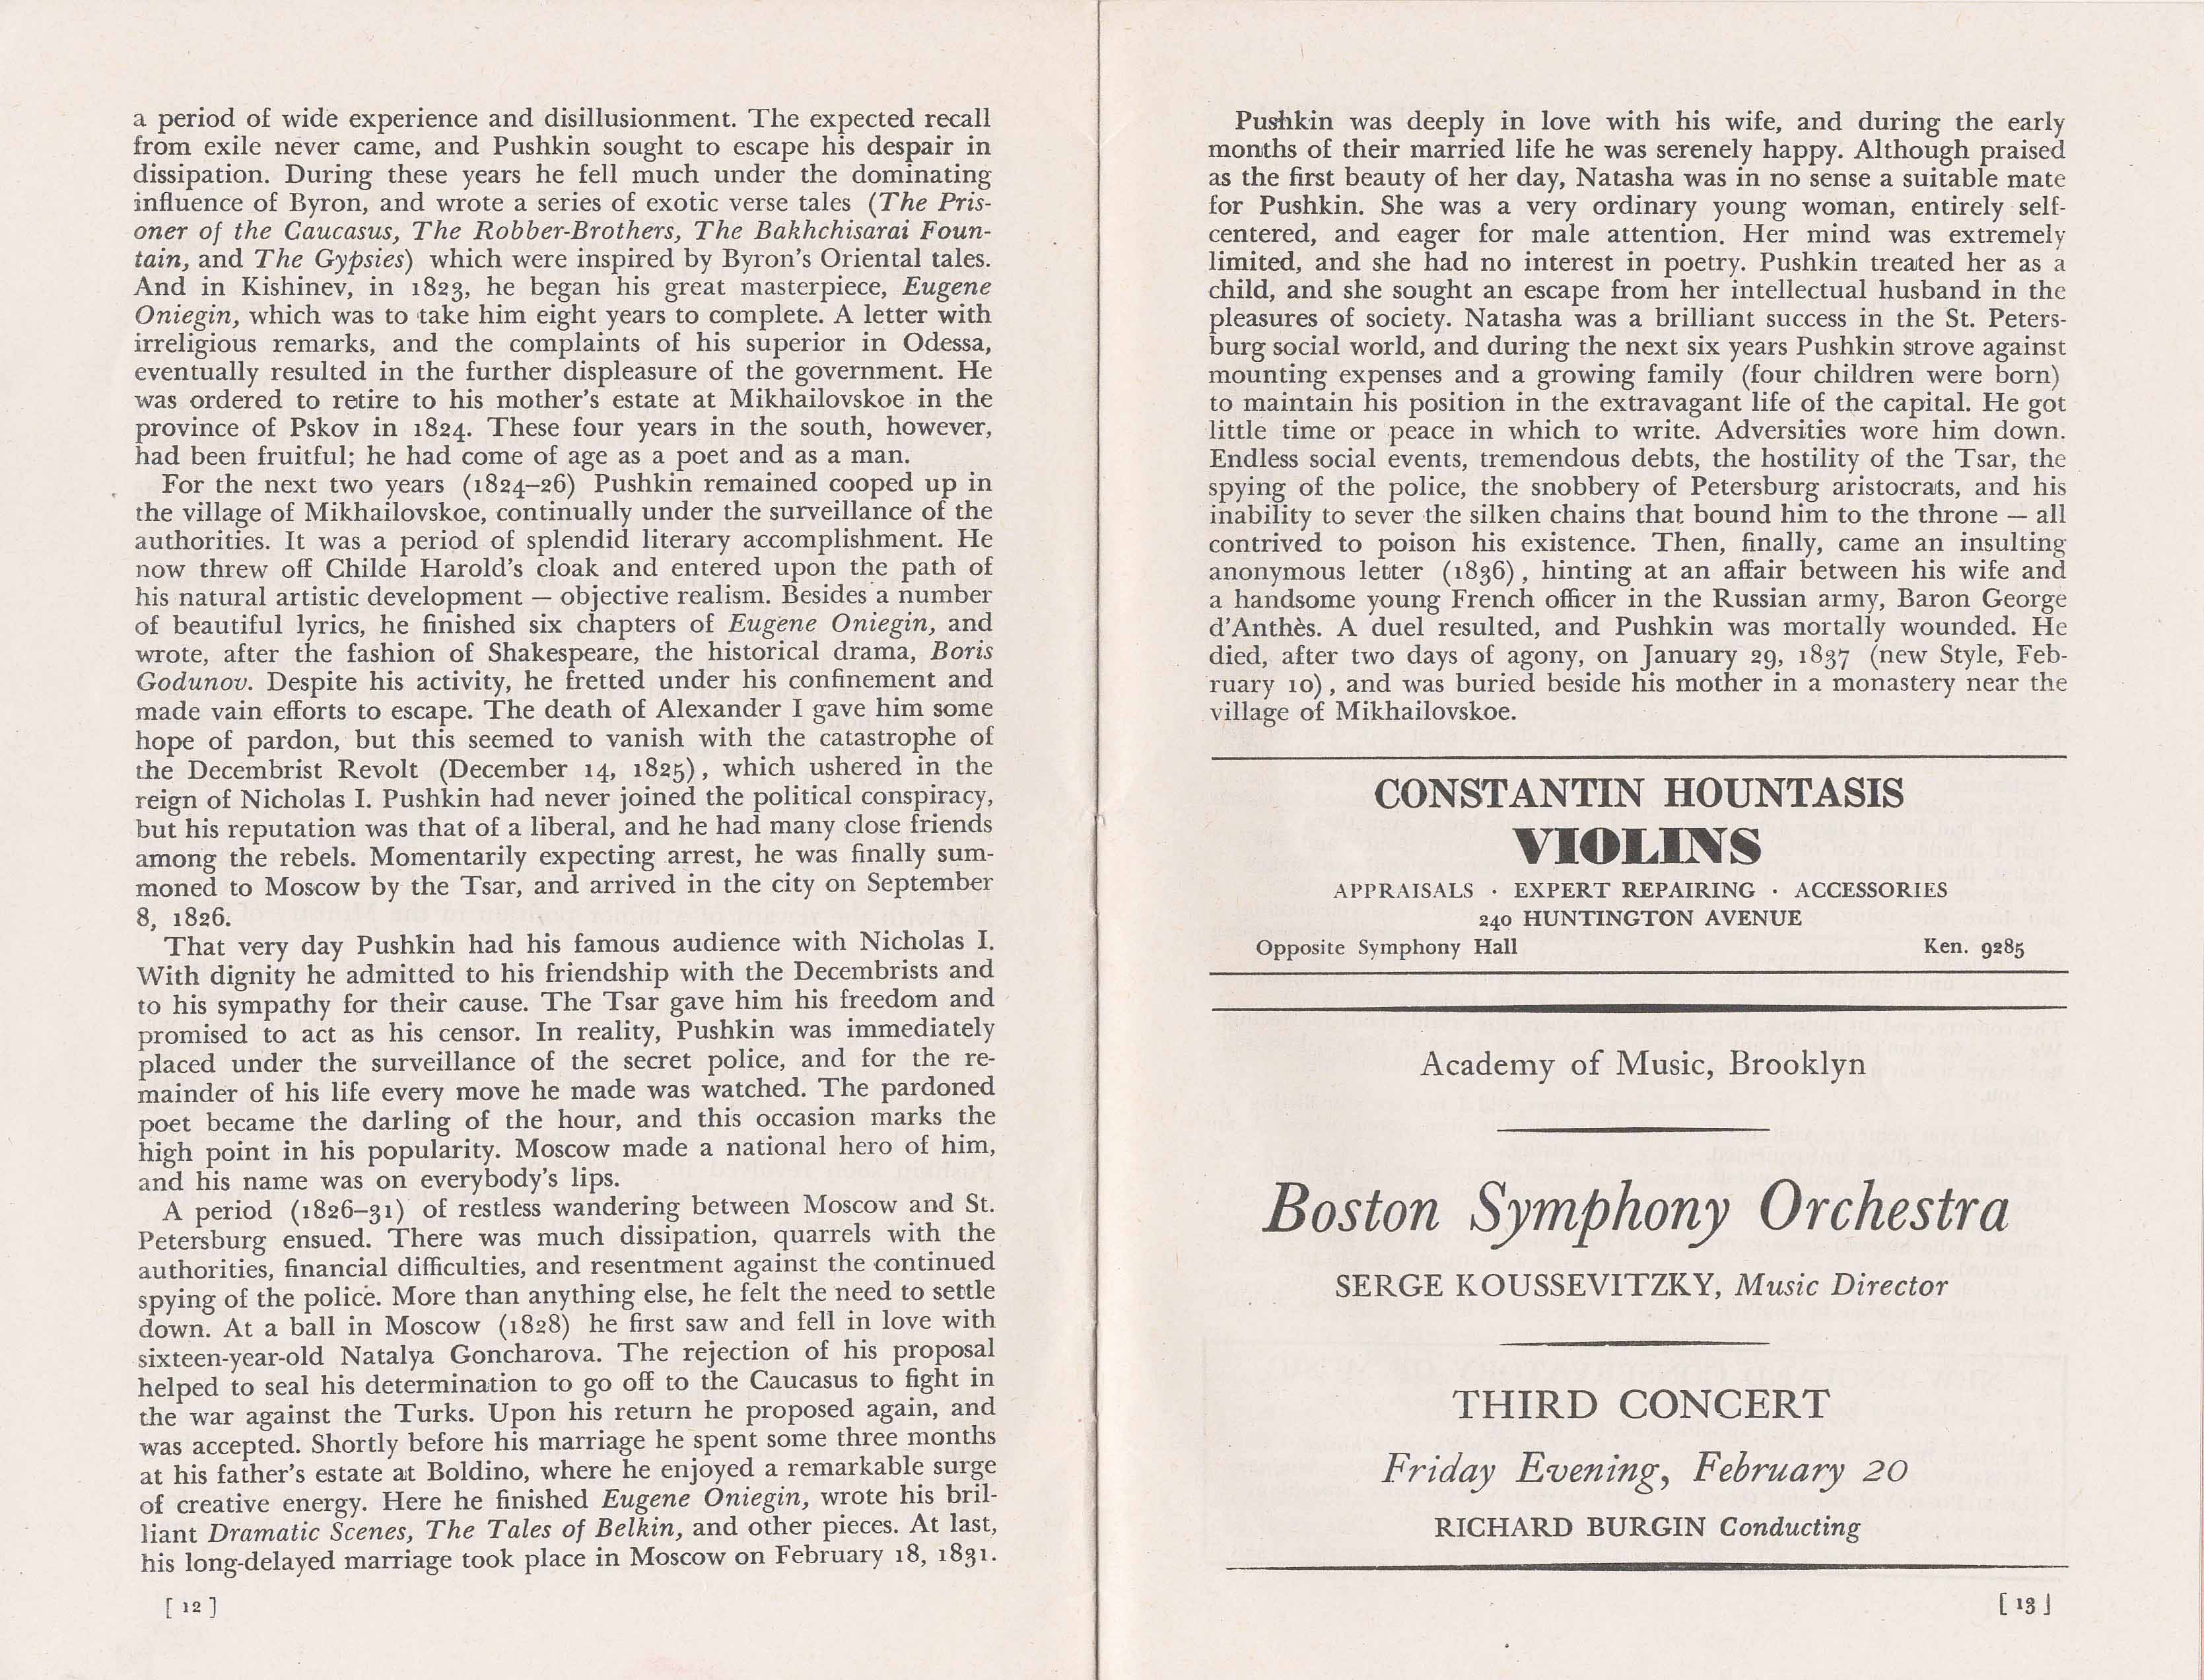 a period of wide experience and disillusionment. The expected recall
from exile never came, and Pushkin sought to escape his despair in
dissipation. During these years he fell much under the dominating
influence of Byron, and wrote a series of exotic verse tales (The Pris-
oner of the Caucasus, The Robber-Brothers, The Bakhchisarai Foun-
tain, and The Gypsies) which were inspired by Byron's Oriental tales.
And in Kishinev, in 1823, he began his great masterpiece, Eugene
Oniegin, which was to take him eight years to complete. A letter with
irreligious remarks, and the complaints of his superior in Odessa,
eventually resulted in the further displeasure of the government. He
was ordered to retire to his mother's estate at Mikhailovskoe in the
province of Pskov in 1824. These four years in the south, however,
had been fruitful; he had come of age as a poet and as a man.
For the next two years (1824–26) Pushkin remained cooped up in
the village of Mikhailovskoe, continually under the surveillance of the
authorities. It was a period of splendid literary accomplishment. He
now threw off Childe Harold's cloak and entered upon the path of
his natural artistic development — objective realism. Besides a number
of beautiful lyrics, he finished six chapters of Eugene Oniegin, and
wrote, after the fashion of Shakespeare, the historical drama, Boris
Godunov. Despite his activity, he fretted under his confinement and
made vain efforts to escape. The death of Alexander I gave him some
hope of pardon, but this seemed to vanish with the catastrophe of
the Decembrist Revolt (December 14, 1825), which ushered in the
reign of Nicholas I. Pushkin had never joined the political conspiracy,
but his reputation was that of a liberal, and he had many close friends
among the rebels. Momentarily expecting arrest, he was finally sum-
moned to Moscow by the Tsar, and arrived in the city on September
8, 1826.
That very day Pushkin had his famous audience with Nicholas I.
With dignity he admitted to his friendship with the Decembrists and
to his sympathy for their cause. The Tsar gave him his freedom and
promised to act as his censor. In reality, Pushkin was immediately
placed under the surveillance of the secret police, and for the re-
mainder of his life every move he made was watched. The pardoned
poet became the darling of the hour, and this occasion marks the
high point in his popularity. Moscow made a national hero of him,
and his name was on everybody's lips.
A period (1826–31) of restless wandering between Moscow and St.
Petersburg ensued. There was much dissipation, quarrels with the
authorities, financial difficulties, and resentment against the continued
spying of the police. More than anything else, he felt the need to settle
down. At a ball in Moscow (1828) he first saw and fell in love with
sixteen-year-old Natalya Goncharova. The rejection of his proposal
helped to seal his determination to go off to the Caucasus to fight in
the war against the Turks. Upon his return he proposed again, and
was accepted. Shortly before his marriage he spent some three months
at his father's estate at Boldino, where he enjoyed a remarkable surge
of creative energy. Here he finished Eugene Oniegin, wrote his bril-
liant Dramatic Scenes, The Tales of Belkin, and other pieces. At last,
his long-delayed marriage took place in Moscow on February 18, 1831.
[ 12 ]
Pushkin was deeply in love with his wife, and during the early
months of their married life he was serenely happy. Although praised
as the first beauty of her day, Natasha was in no sense a suitable mate
for Pushkin. She was a very ordinary young woman, entirely self-
centered, and eager for male attention. Her mind was extremely
limited, and she had no interest in poetry. Pushkin treated her as a
child, and she sought an escape from her intellectual husband in the
pleasures of society. Natasha was a brilliant success in the St. Peters-
burg social world, and during the next six years Pushkin strove against
mounting expenses and a growing family (four children were born)
to maintain his position in the extravagant life of the capital. He got
little time or peace in which to write. Adversities wore him down.
Endless social events, tremendous debts, the hostility of the Tsar, the
spying of the police, the snobbery of Petersburg aristocrats, and his
inability to sever the silken chains that bound him to the throne — all
contrived to poison his existence. Then, finally, came an insulting
anonymous letter (1836), hinting at an affair between his wife and
a handsome young French officer in the Russian army, Baron George
d'Anthès. A duel resulted, and Pushkin was mortally wounded. He
died, after two days of agony, on January 29, 1837 (new Style, Feb-
ruary 10), and was buried beside his mother in a monastery near the
village of Mikhailovskoe.
CONSTANTIN HOUNTASIS
VIOLINS
APPRAISALS · EXPERT REPAIRING · ACCESSORIES
240 HUNTINGTON AVENUE
Opposite Symphony Hall Ken. 9285
Academy of Music, Brooklyn
Boston Symphony Orchestra
SERGE KOUSSEVITZKY, Music Director
THIRD CONCERT
Friday Evening, February 20
RICHARD BURGIN Conducting
[ 13 ]